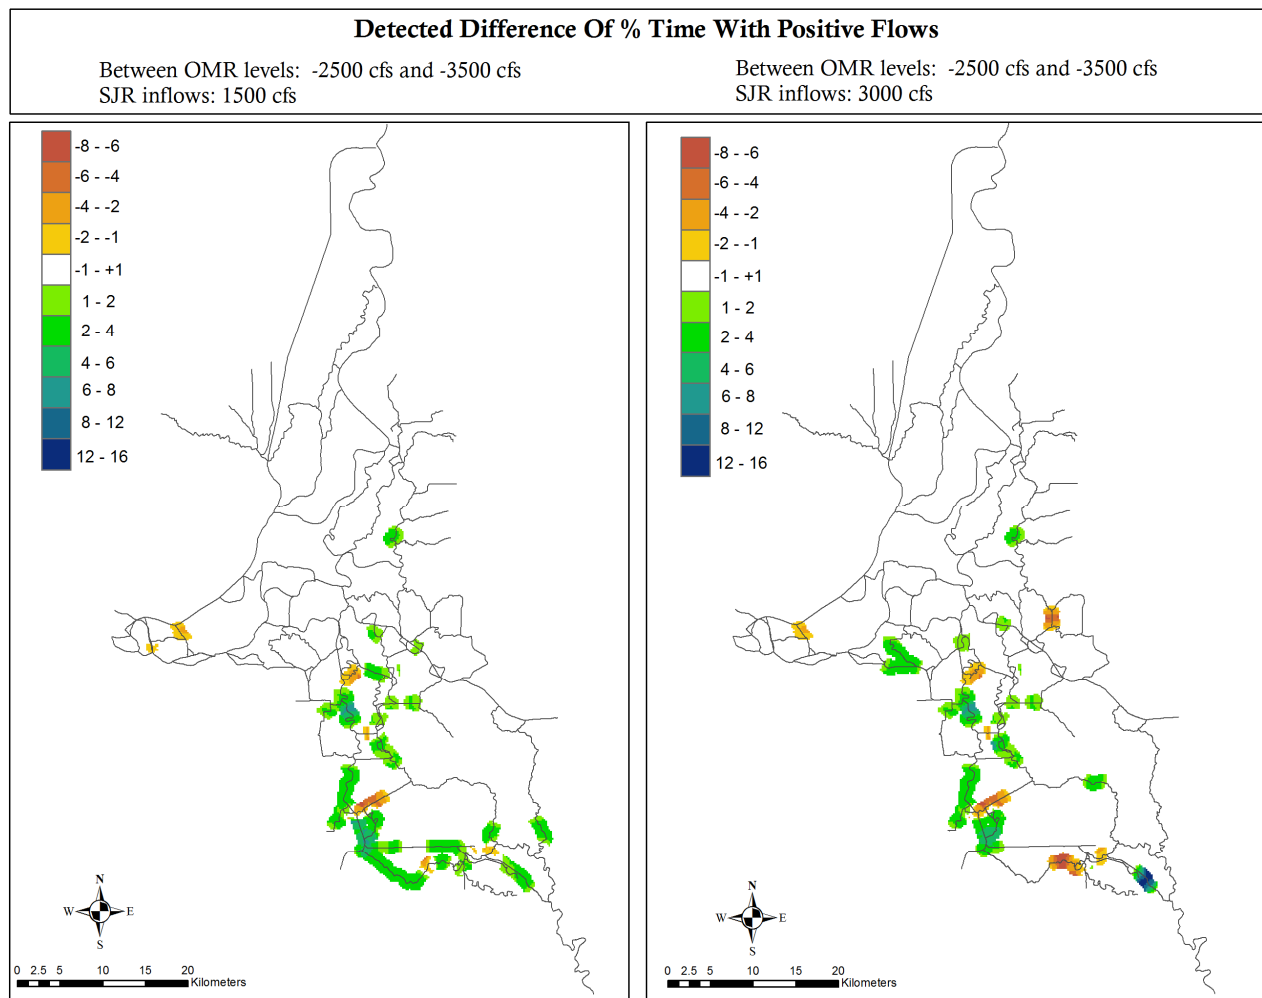 Detected Difference Of % Time With Positive Flows
Between OMR levels: -2500 cfs and -3500 cfs
SJR inflows: 1500 cfs
Between OMR levels: -2500 cfs and -3500 cfs
SJR inflows: 3000 cfs
-8 - -6
-6 - -4
-4 - -2
-2 - -1
-1 - +1
1 - 2
2 - 4
4 - 6
6 - 8
8 - 12
12 - 16
N
W E
S
0 2.5 5 10 15 20
Kilometers
-8 - -6
-6 - -4
-4 - -2
-2 - -1
-1 - +1
1 - 2
2 - 4
4 - 6
6 - 8
8 - 12
12 - 16
N
W E
S
0 2.5 5 10 15 20
Kilometers